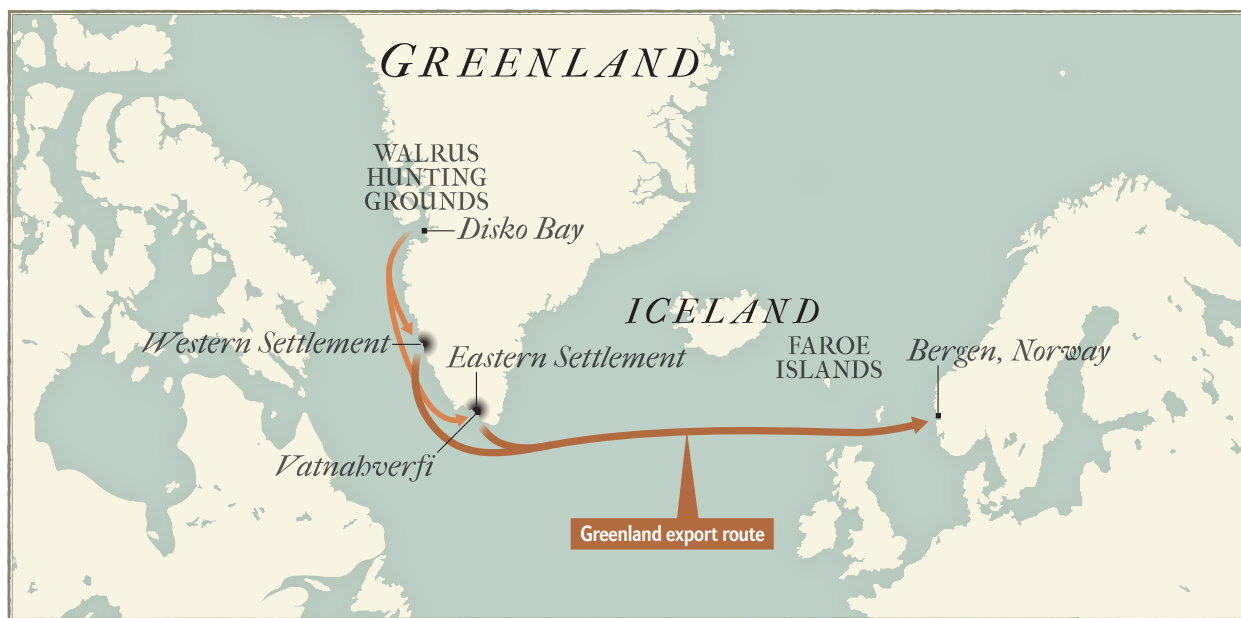 GREENLAND
WALRUS
HUNTING
GROUNDS
Disko Bay
ICELAND
Western Settlement
Eastern Settlement
FAROE
ISLANDS
Bergen, Norway
Vatnahverfi
Greenland export route